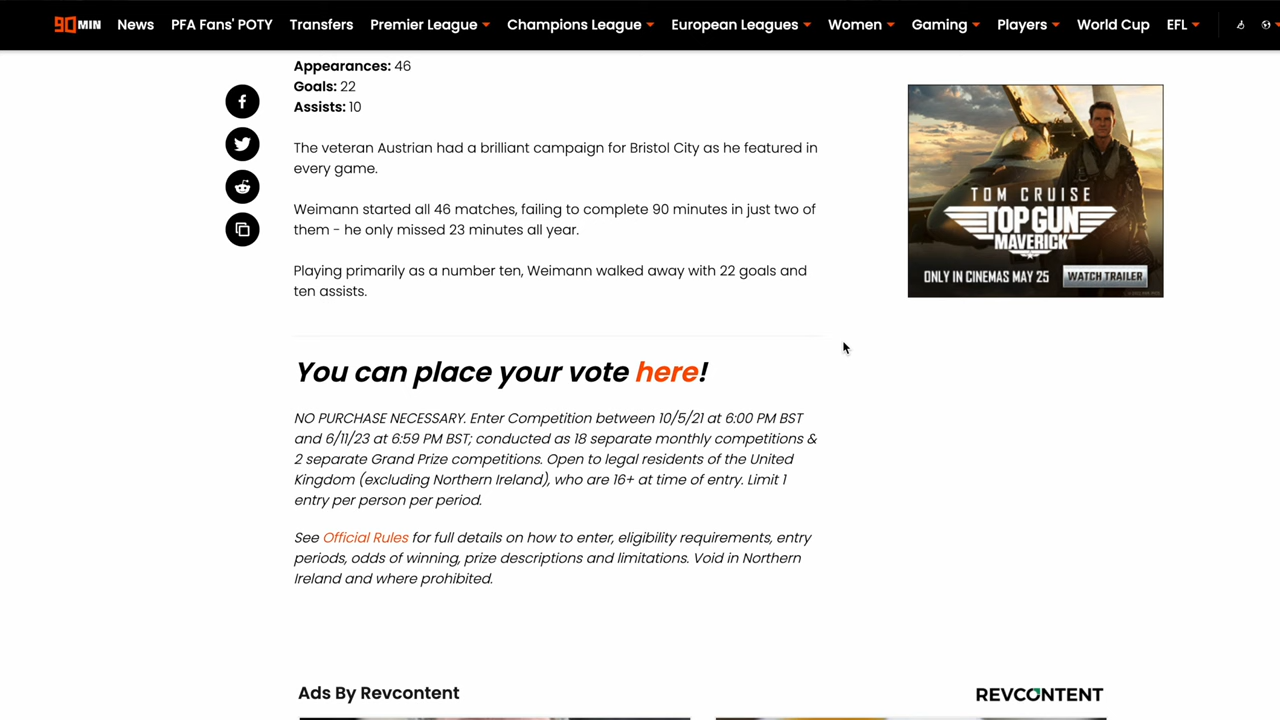 90MIN News PFA Fans' POTY Transfers Premier League Champions League European Leagues Women Gaming Players World Cup EFL
Appearances: 46
Goals: 22
Assists: 10
The veteran Austrian had a brilliant campaign for Bristol City as he featured in
every game.
Weimann started all 46 matches, failing to complete 90 minutes in just two of
them - he only missed 23 minutes all year.
Playing primarily as a number ten, Weimann walked away with 22 goals and
ten assists.
TOM CRUISE
TOP GUN
MAVERICK
ONLY IN CINEMAS MAY 25 WATCH TRAILER
You can place your vote here!
NO PURCHASE NECESSARY. Enter Competition between 10/5/21 at 6:00 PM BST
and 6/11/23 at 6:59 PM BST; conducted as 18 separate monthly competitions &
2 separate Grand Prize competitions. Open to legal residents of the United
Kingdom (excluding Northern Ireland), who are 16+ at time of entry. Limit 1
entry per person per period.
See Official Rules for full details on how to enter, eligibility requirements, entry
periods, odds of winning, prize descriptions and limitations. Void in Northern
Ireland and where prohibited.
Ads By Revcontent
REVCONTENT